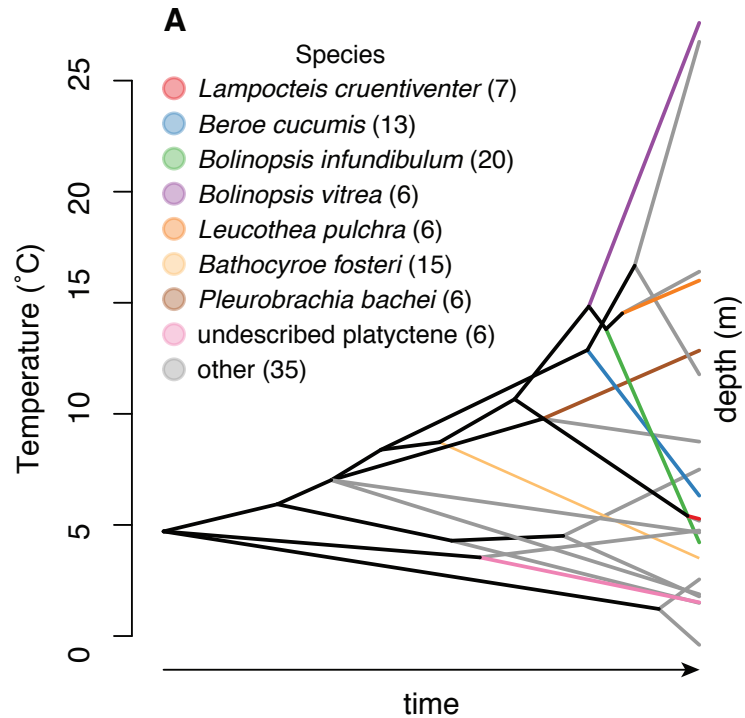 A
Species
Lampocteis cruentiventer (7)
Beroe cucumis (13)
Bolinopsis infundibulum (20)
Bolinopsis vitrea (6)
Leucothea pulchra (6)
Bathocyroe fosteri (15)
Pleurobrachia bachei (6)
undescribed platyctene (6)
other (35)
Temperature (˚C)
25
20
15
10
5
0
depth (m)
time